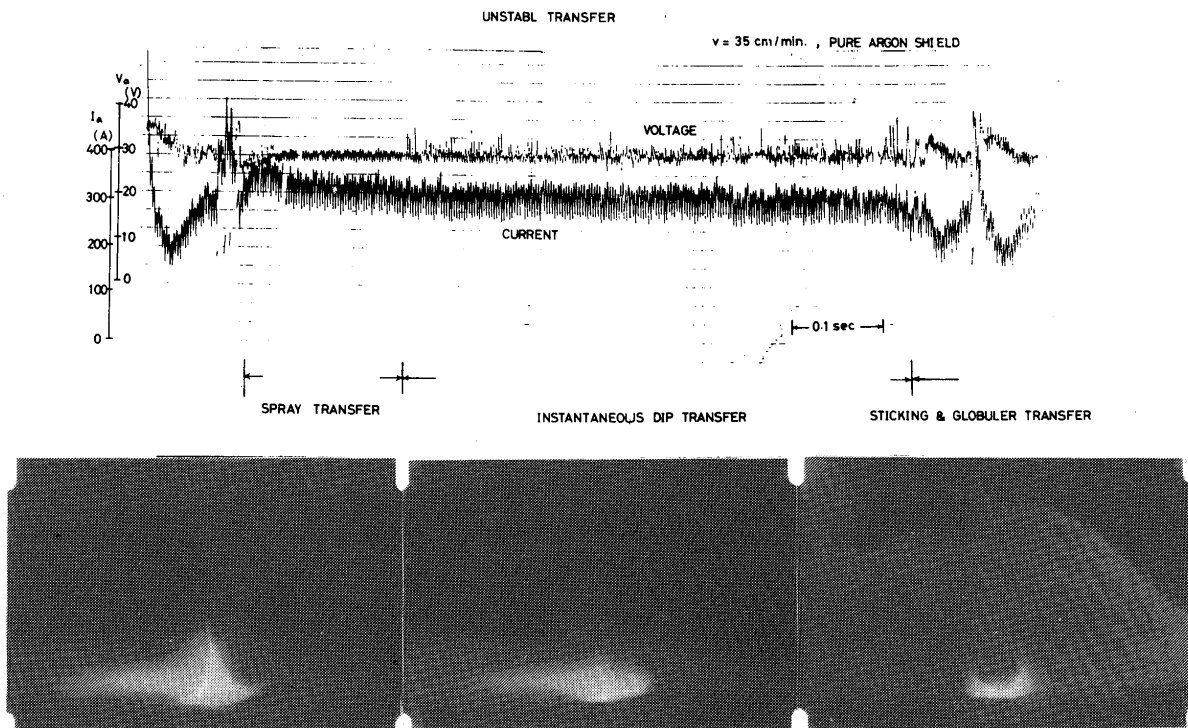 UNSTABL TRANSFER
v = 35 cm/min. , PURE ARGON SHIELD
Va
(V)
Ia
(A)
40
30
20
10
0
400
300
200
100
0
VOLTAGE
CURRENT
0.1 sec
SPRAY TRANSFER
INSTANTANEOUS DIP TRANSFER
STICKING & GLOBULER TRANSFER